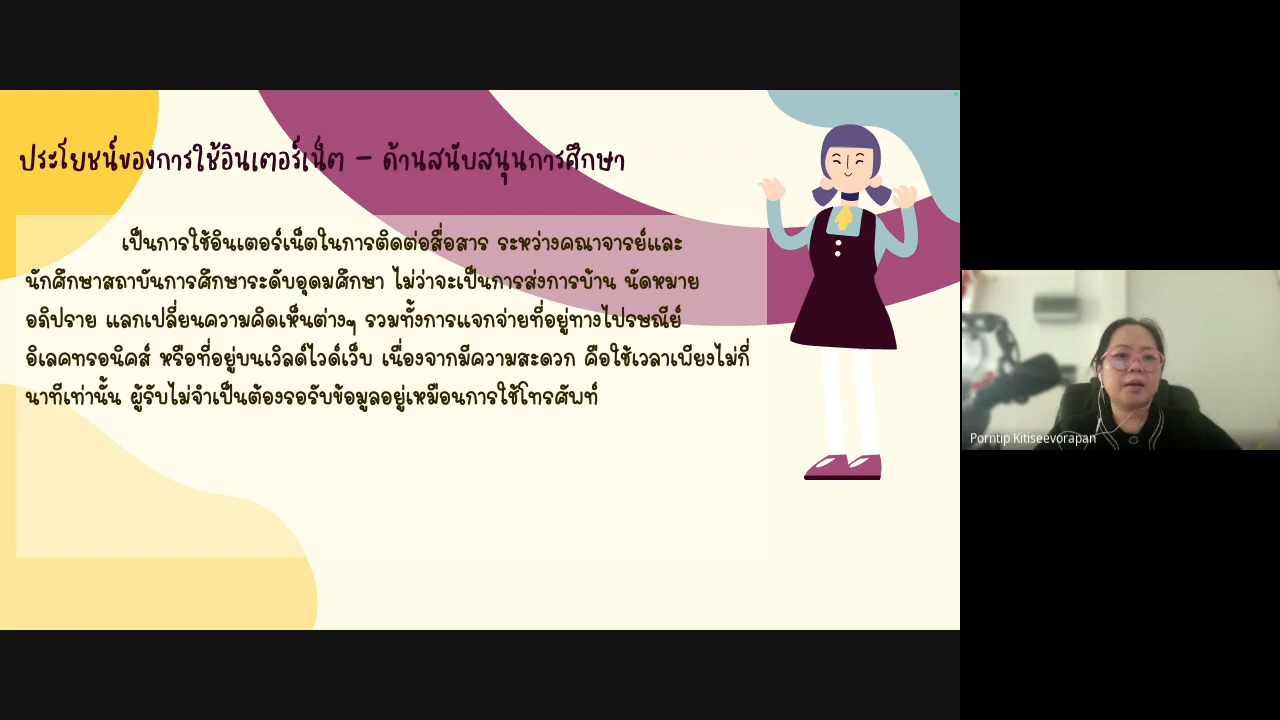 ประโยชน์ของการใช้อินเตอร์เน็ต - ด้านสนับสนุนการศึกษา
เป็นการใช้อินเตอร์เน็ตในการติดต่อสื่อสาร ระหว่างคณาจารย์และ
นักศึกษาสถาบันการศึกษาระดับอุดมศึกษา ไม่ว่าจะเป็นการส่งการบ้าน นัดหมาย
อภิปราย แลกเปลี่ยนความคิดเห็นต่างๆ รวมทั้งการแจกจ่ายที่อยู่ทางไปรษณีย์
อิเลคทรอนิคส์ หรือที่อยู่บนเวิลด์ไวด์เว็บ เนื่องจากมีความสะดวก คือใช้เวลาเพียงไม่กี่
นาทีเท่านั้น ผู้รับไม่จำเป็นต้องรอรับข้อมูลอยู่เหมือนการใช้โทรศัพท์
Porntip Kitiseevorapan